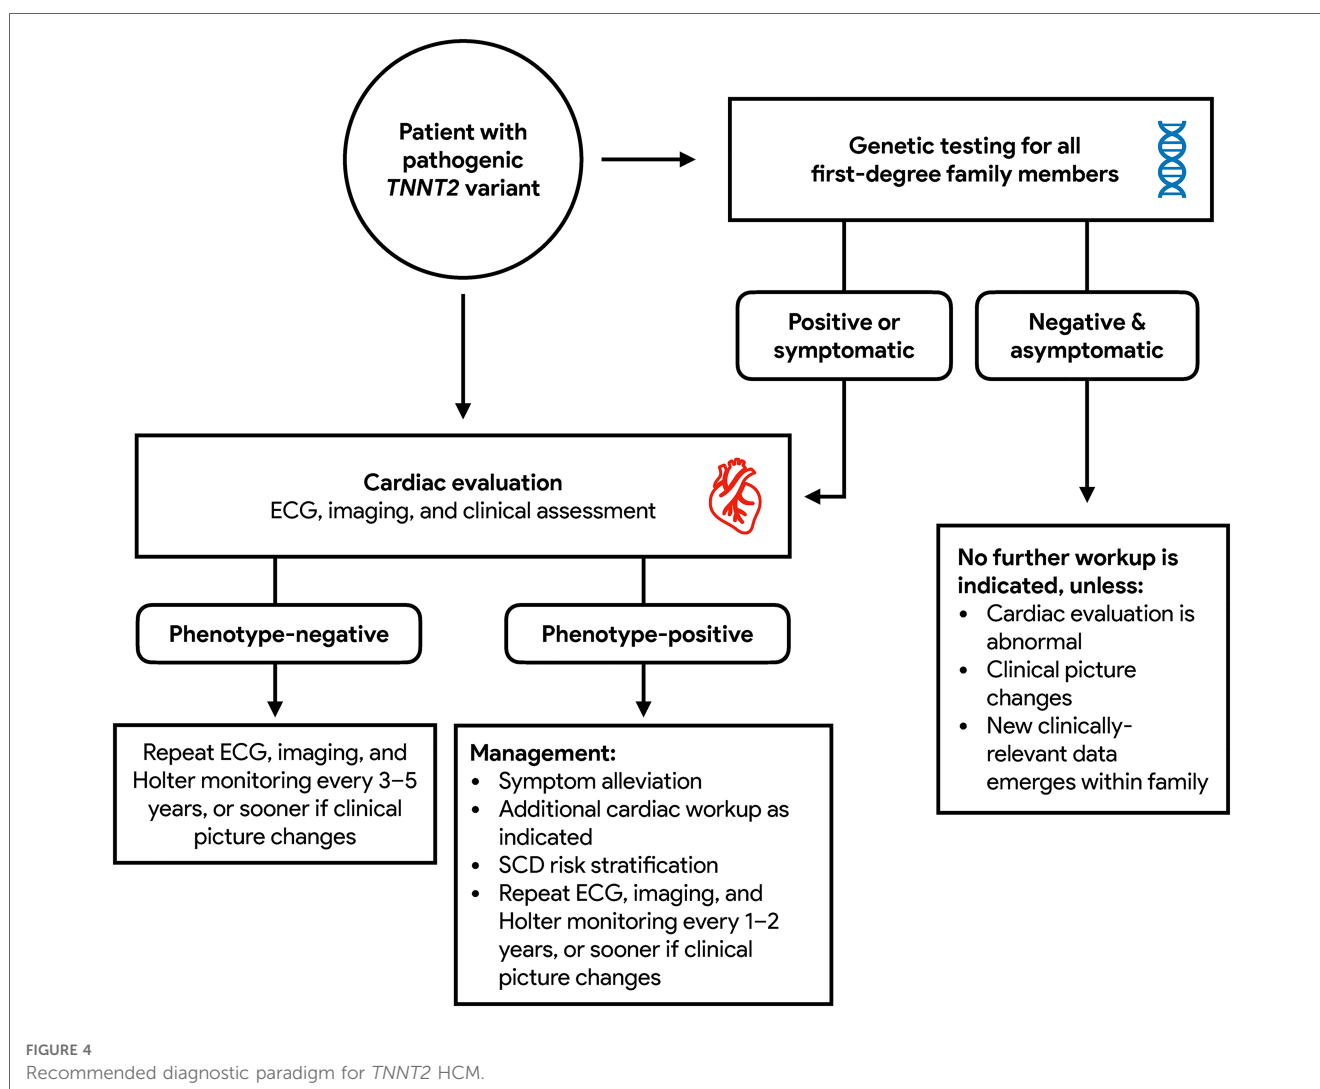 Patient with
pathogenic
TNNT2 variant
Genetic testing for all
first-degree family members
Positive or
symptomatic
Negative &
asymptomatic
Cardiac evaluation
ECG, imaging, and clinical assessment
No further workup is
indicated, unless:
• Cardiac evaluation is
abnormal
• Clinical picture
changes
• New clinically-
relevant data
emerges within family
Phenotype-negative
Phenotype-positive
Repeat ECG, imaging, and
Holter monitoring every 3–5
years, or sooner if clinical
picture changes
Management:
• Symptom alleviation
• Additional cardiac workup as
indicated
• SCD risk stratification
• Repeat ECG, imaging, and
Holter monitoring every 1–2
years, or sooner if clinical
picture changes
FIGURE 4
Recommended diagnostic paradigm for TNNT2 HCM.